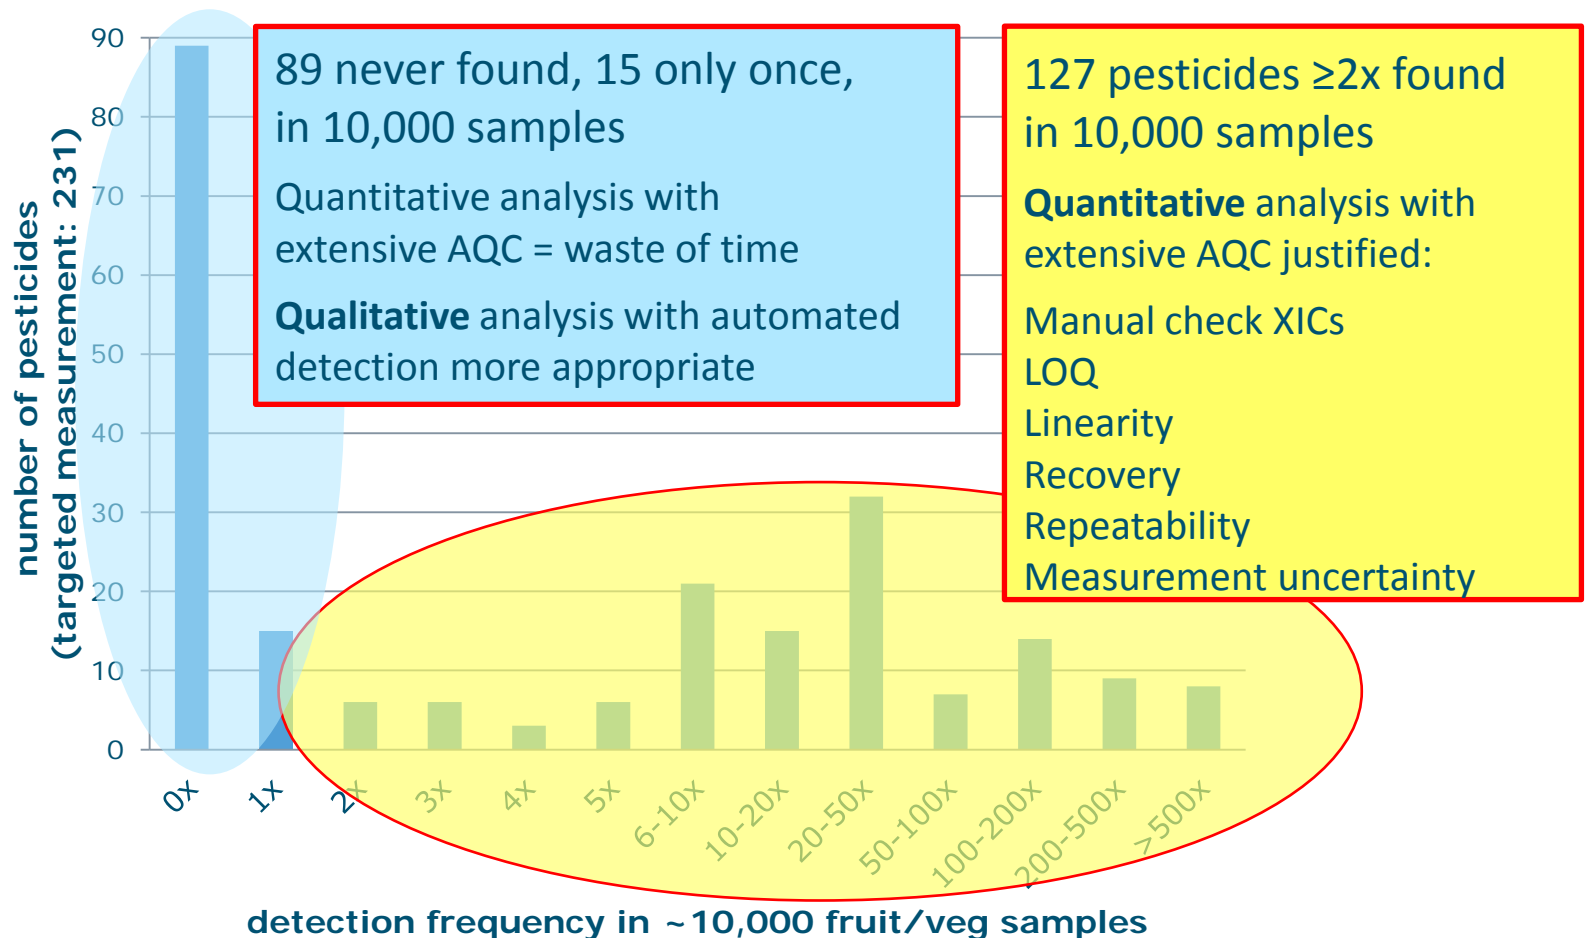 number of pesticides
(targeted measurement: 231)
90
80
70
60
50
40
30
20
10
0
89 never found, 15 only once,
in 10,000 samples
Quantitative analysis with
extensive AQC = waste of time
Qualitative analysis with automated
detection more appropriate
127 pesticides ≥2x found
in 10,000 samples
Quantitative analysis with
extensive AQC justified:
Manual check XICs
LOQ
Linearity
Recovery
Repeatability
Measurement uncertainty
0x
1x
2x
3x
4x
5x
6-10x
10-20x
20-50x
50-100x
100-200x
200-500x
>500x
detection frequency in ~10,000 fruit/veg samples